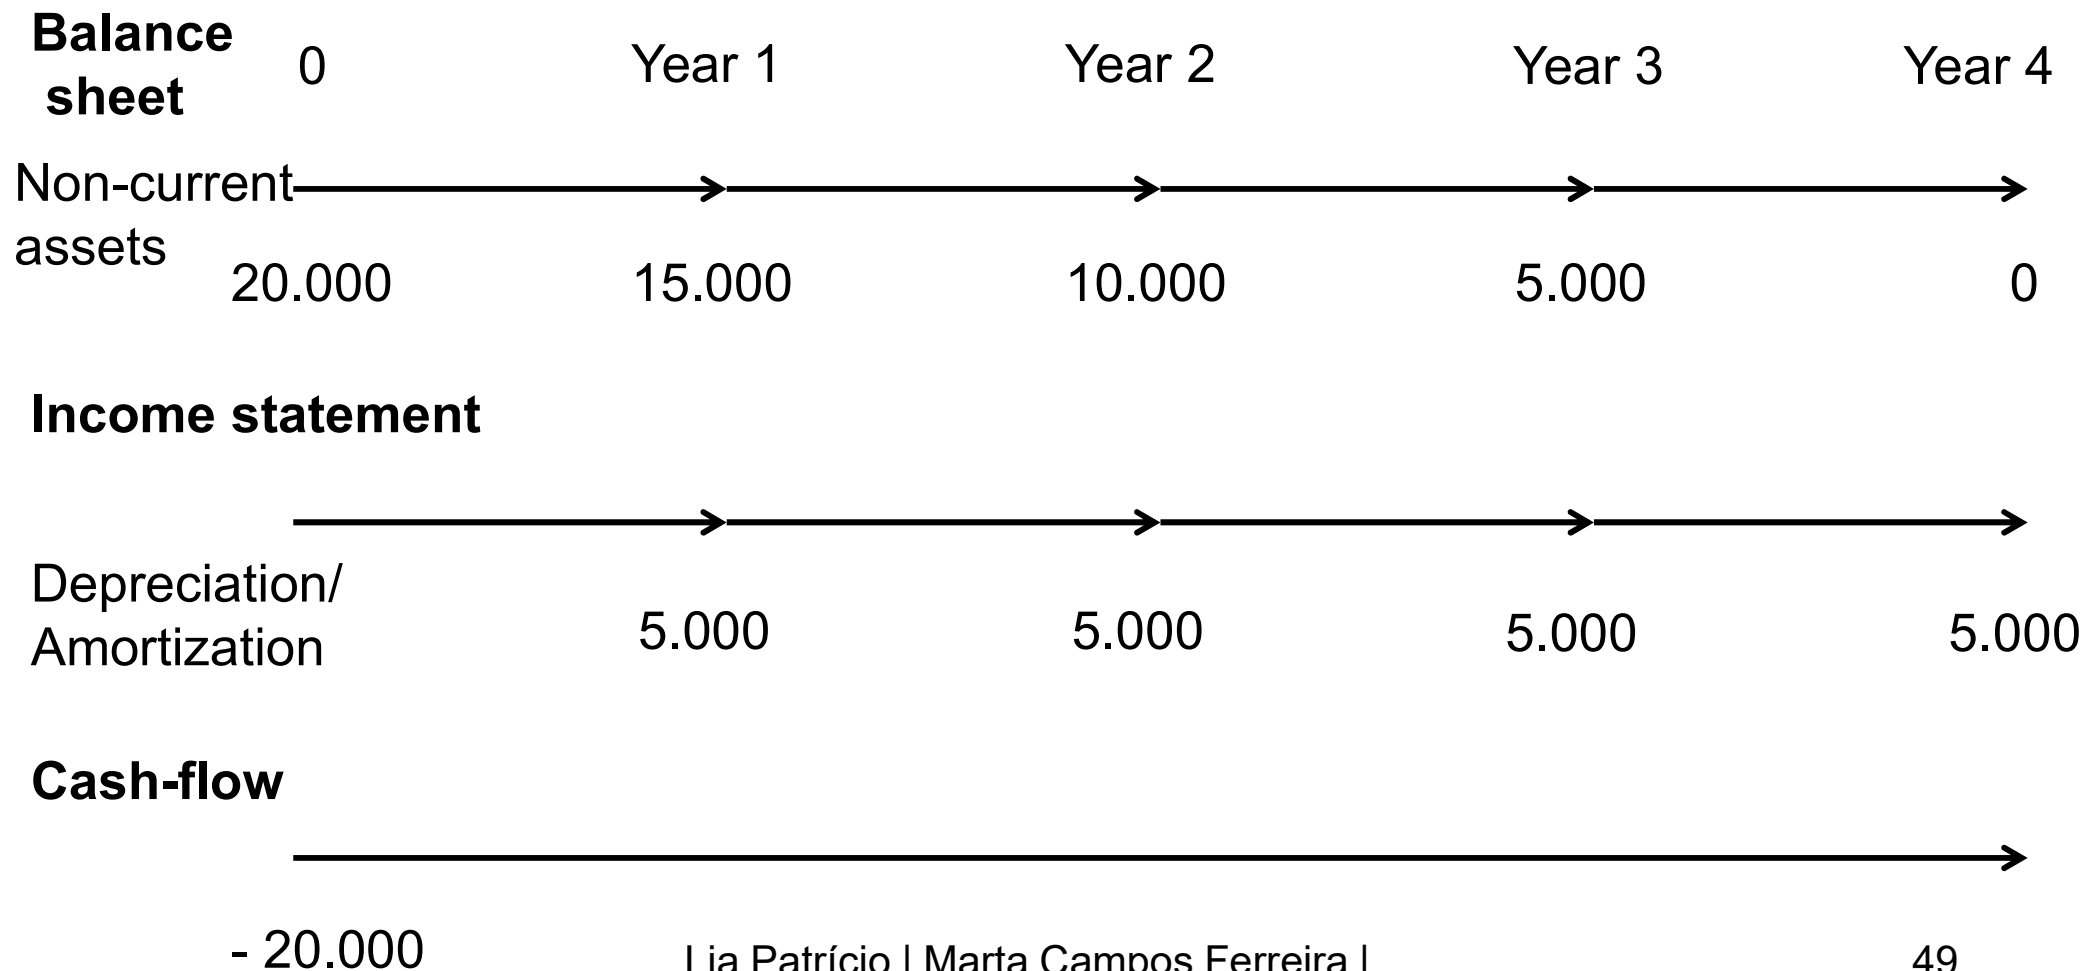 Balance
sheet
0 Year 1 Year 2 Year 3 Year 4
Non-current
assets
20.000 15.000 10.000 5.000 0
Income statement
Depreciation/
Amortization
5.000 5.000 5.000 5.000
Cash-flow
- 20.000
Lia Patrício | Marta Campos Ferreira | 49